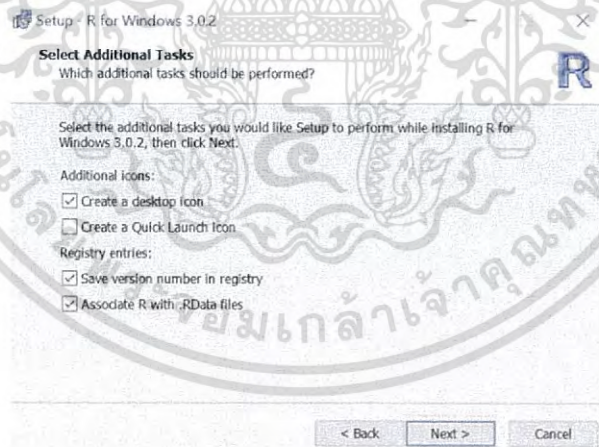 Setup - R for Windows 3.0.2
Select Additional Tasks
Which additional tasks should be performed?
R
Select the additional tasks you would like Setup to perform while installing R for
Windows 3.0.2, then click Next.
Additional icons:
Create a desktop icon
Create a Quick Launch icon
Registry entries:
Save version number in registry
Associate R with .RData files
< Back
Next >
Cancel